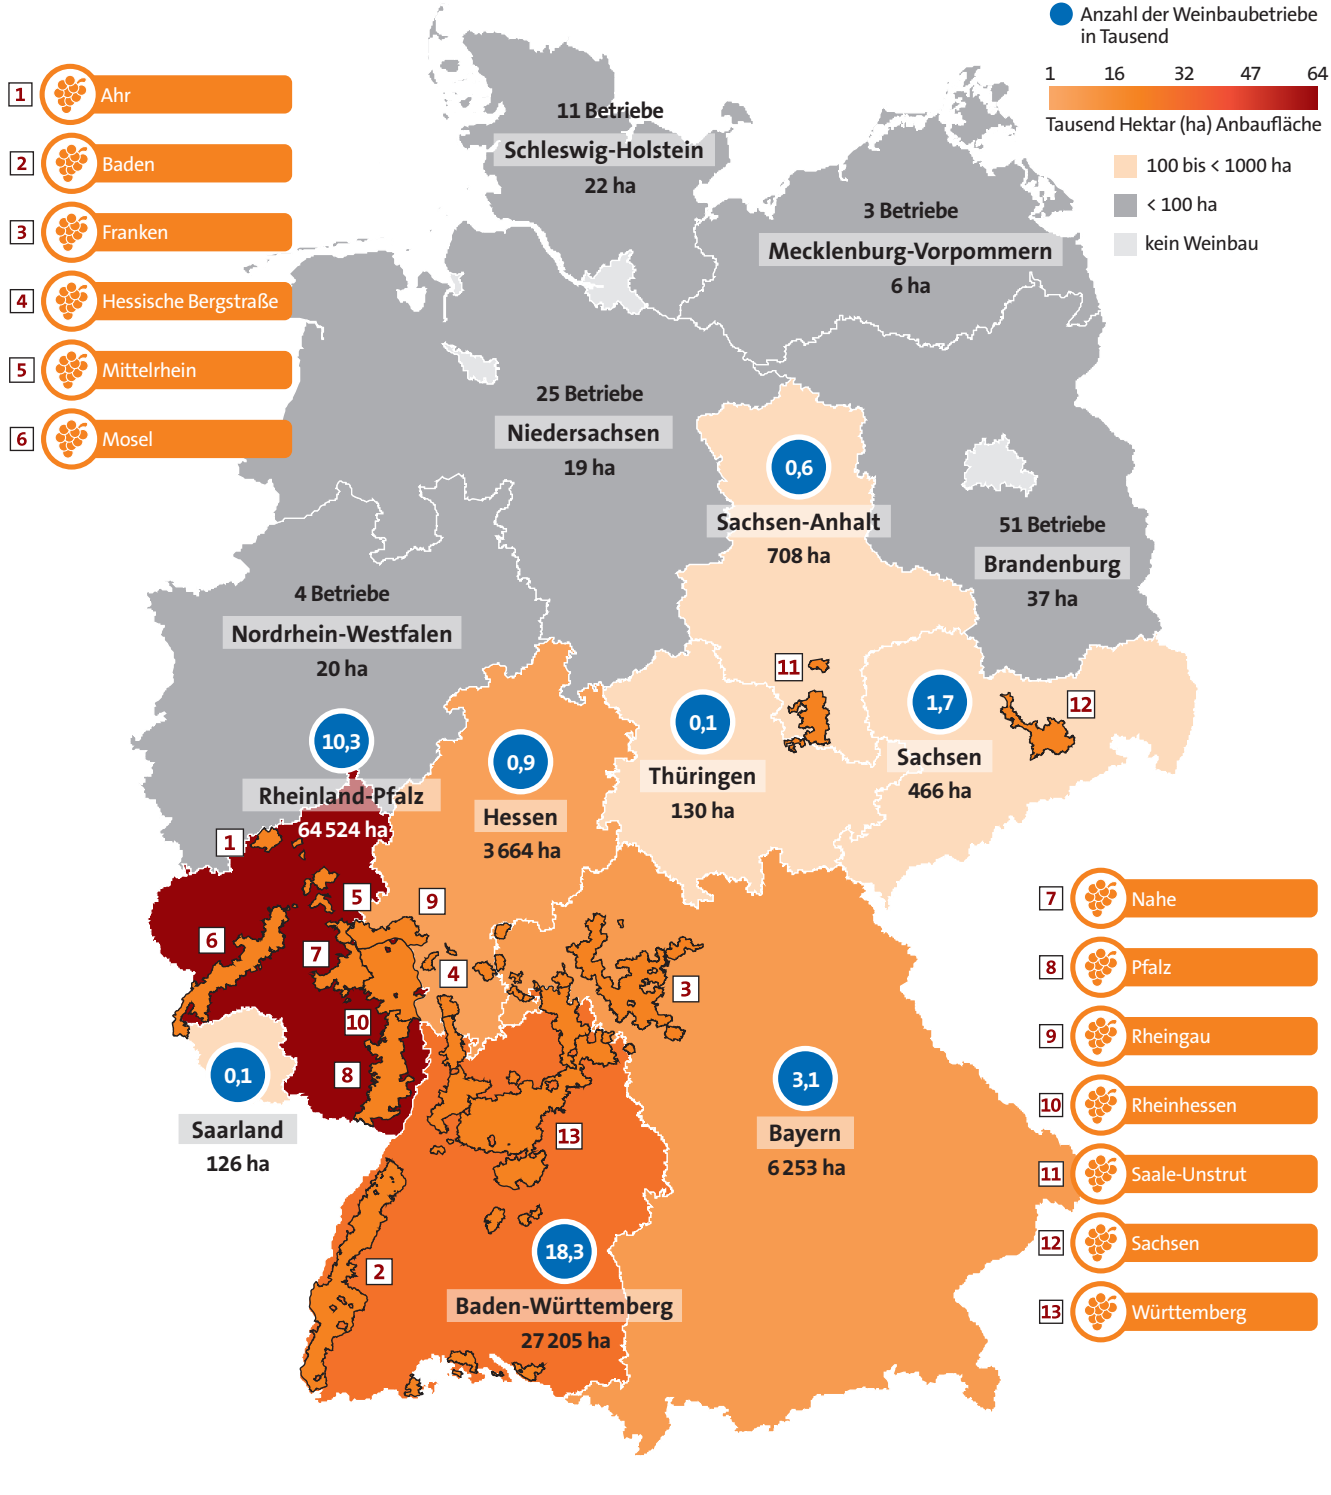 Anzahl der Weinbaubetriebe
in Tausend
1 16 32 47 64
Tausend Hektar (ha) Anbaufläche
100 bis < 1000 ha
< 100 ha
kein Weinbau
1 Ahr
2 Baden
3 Franken
4 Hessische Bergstraße
5 Mittelrhein
6 Mosel
11 Betriebe
Schleswig-Holstein
22 ha
3 Betriebe
Mecklenburg-Vorpommern
6 ha
25 Betriebe
Niedersachsen
19 ha
0,6
Sachsen-Anhalt
708 ha
51 Betriebe
Brandenburg
37 ha
4 Betriebe
Nordrhein-Westfalen
20 ha
10,3
Rheinland-Pfalz
64 524 ha
0,9
Hessen
3 664 ha
0,1
Thüringen
130 ha
11
1,7
Sachsen
466 ha
12
1
5
9
6
7
4
3
10
8
0,1
Saarland
126 ha
13
3,1
Bayern
6 253 ha
2
18,3
Baden-Württemberg
27 205 ha
7 Nahe
8 Pfalz
9 Rheingau
10 Rheinhessen
11 Saale-Unstrut
12 Sachsen
13 Württemberg